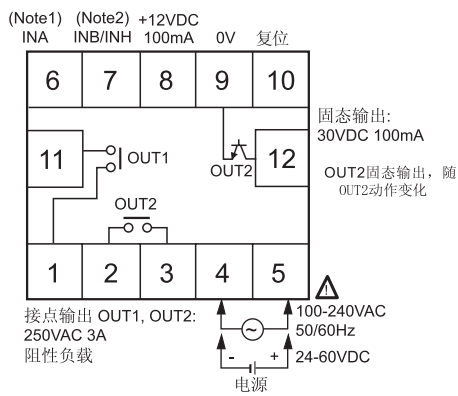 (Note1) (Note2) +12VDC
INA INB/INH 100mA 0V 复位
6 7 8 9 10
固态输出:
30VDC 100mA
11 OUT1 OUT2 12
OUT2固态输出，随
OUT2动作变化
OUT2
1 2 3 4 5
接点输出 OUT1, OUT2:
250VAC 3A
阻性负载
100-240VAC
50/60Hz
- + 24-60VDC
电源